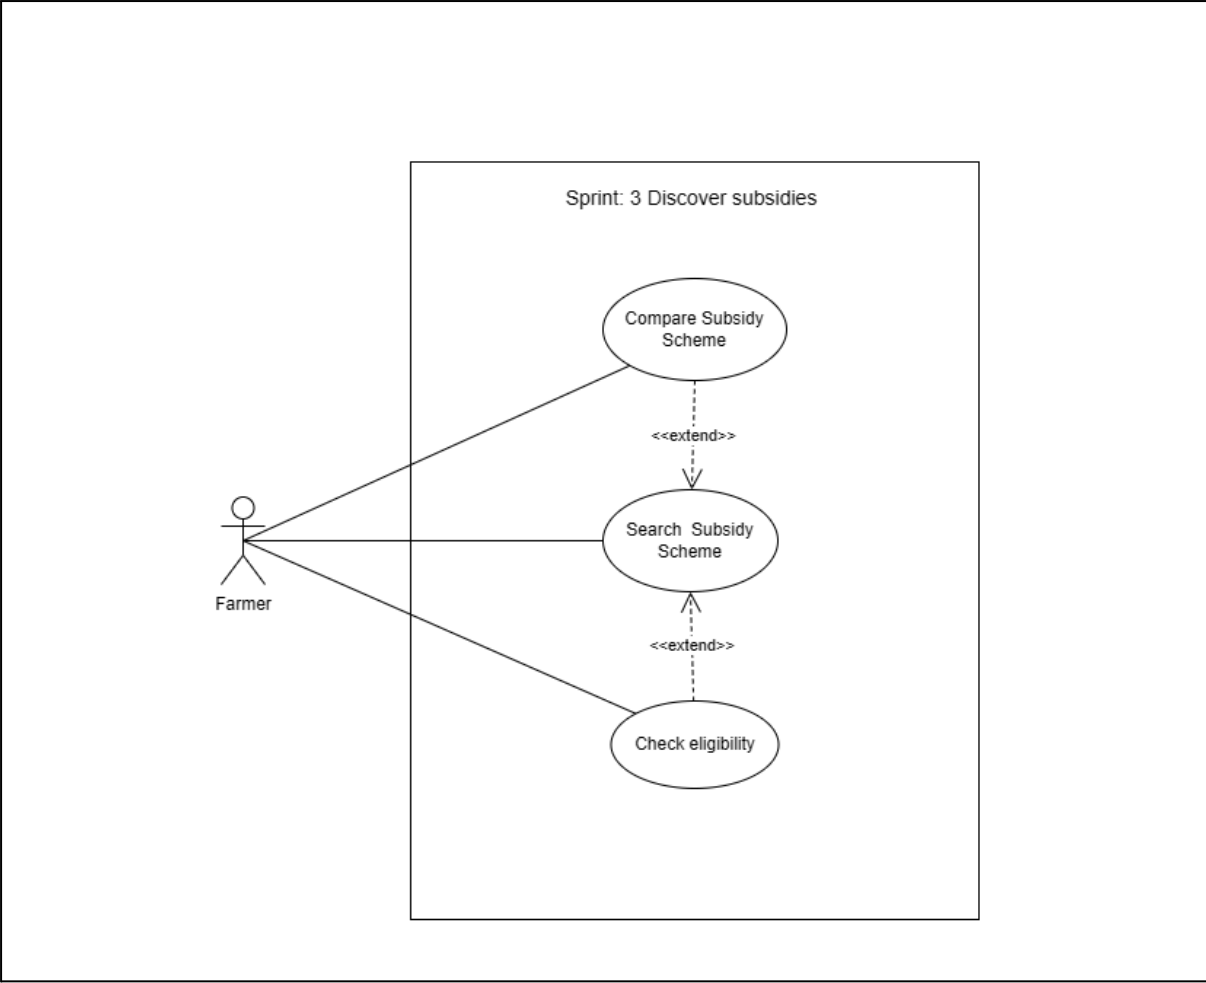 Sprint: 3 Discover subsidies
Compare Subsidy
Scheme
<<extend>>
Search  Subsidy
Scheme
Farmer
<<extend>>
Check eligibility